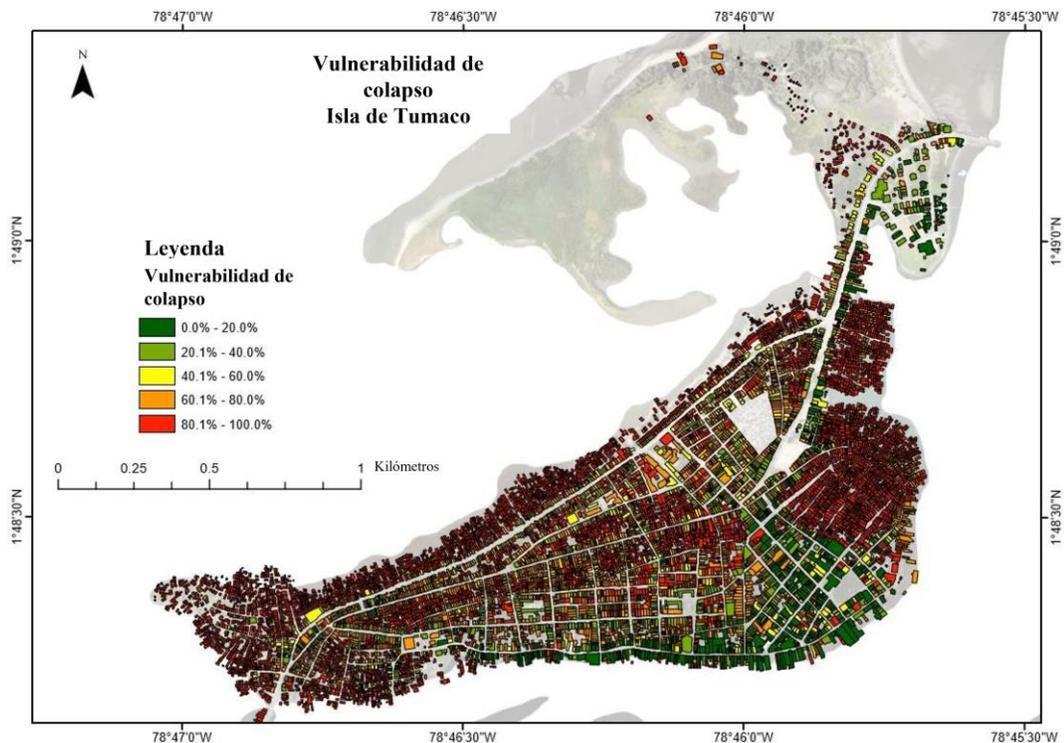 78°47'0"W
78°46'30"W
78°46'0"W
78°45'30"W
N
Vulnerabilidad de
colapso
Isla de Tumaco
1°49'0"N
1°49'0"N
Leyenda
Vulnerabilidad de
colapso
0.0% - 20.0%
20.1% - 40.0%
40.1% - 60.0%
60.1% - 80.0%
80.1% - 100.0%
0
0.25
0.5
1
Kilómetros
1°48'30"N
1°48'30"N
78°47'0"W
78°46'30"W
78°46'0"W
78°45'30"W